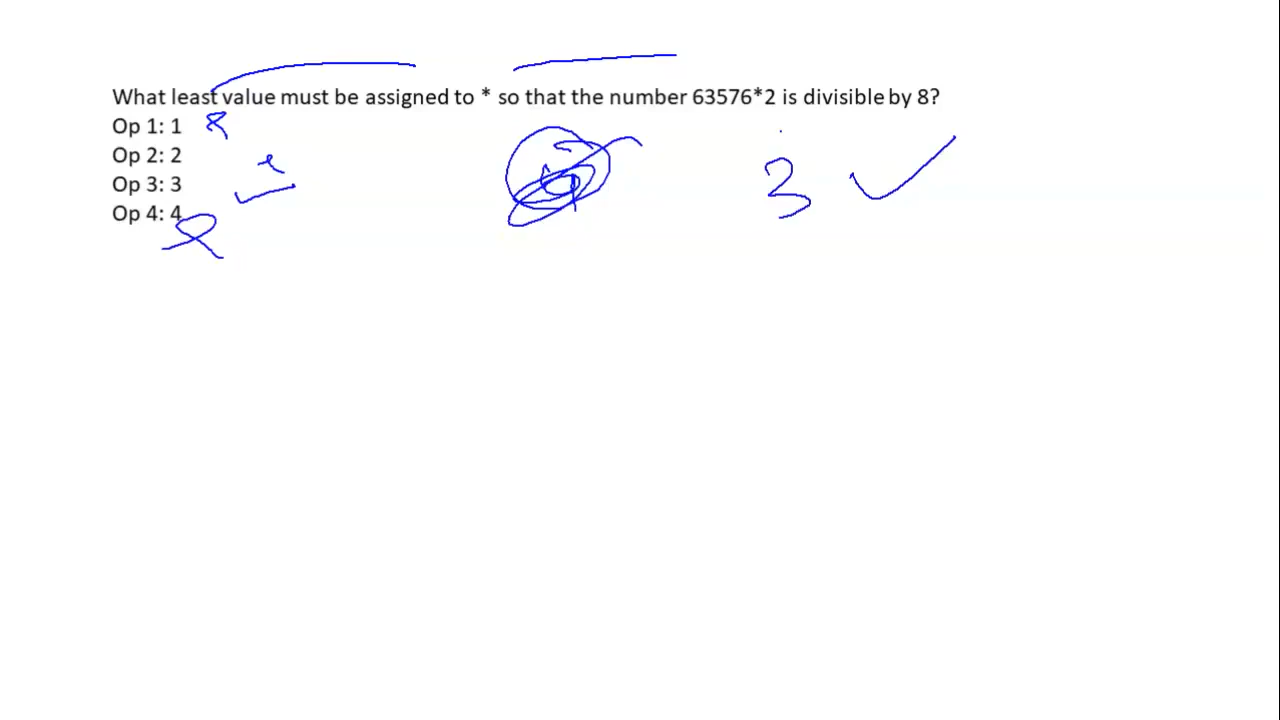 What least value must be assigned to * so that the number 63576*2 is divisible by 8?
Op 1: 1 8
Op 2: 2
Op 3: 3 3
Op 4: 4